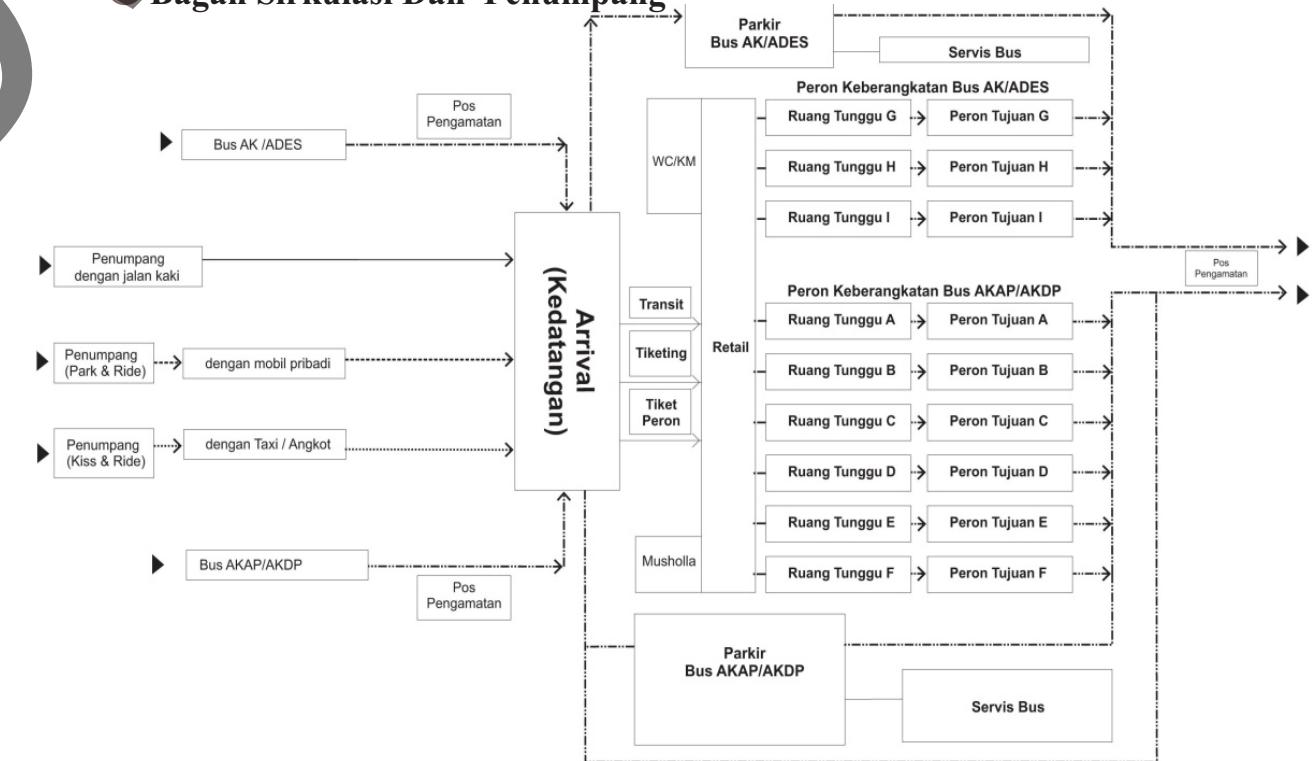 Bagan Sirkulasi Dan Penumpang
Parkir
Bus AK/ADES
Servis Bus
Peron Keberangkatan Bus AK/ADES
Pos
Pengamatan
Bus AK /ADES
WC/KM
Ruang Tunggu G
Peron Tujuan G
Ruang Tunggu H
Peron Tujuan H
Ruang Tunggu I
Peron Tujuan I
Penumpang
dengan jalan kaki
Arrival
(Kedatangan)
Pos
Pengamatan
Peron Keberangkatan Bus AKAP/AKDP
Transit
Tiketing
Tiket
Peron
Retail
Ruang Tunggu A
Peron Tujuan A
Penumpang
(Park & Ride)
dengan mobil pribadi
Ruang Tunggu B
Peron Tujuan B
Ruang Tunggu C
Peron Tujuan C
Penumpang
(Kiss & Ride)
dengan Taxi / Angkot
Ruang Tunggu D
Peron Tujuan D
Ruang Tunggu E
Peron Tujuan E
Bus AKAP/AKDP
Musholla
Ruang Tunggu F
Peron Tujuan F
Pos
Pengamatan
Parkir
Bus AKAP/AKDP
Servis Bus